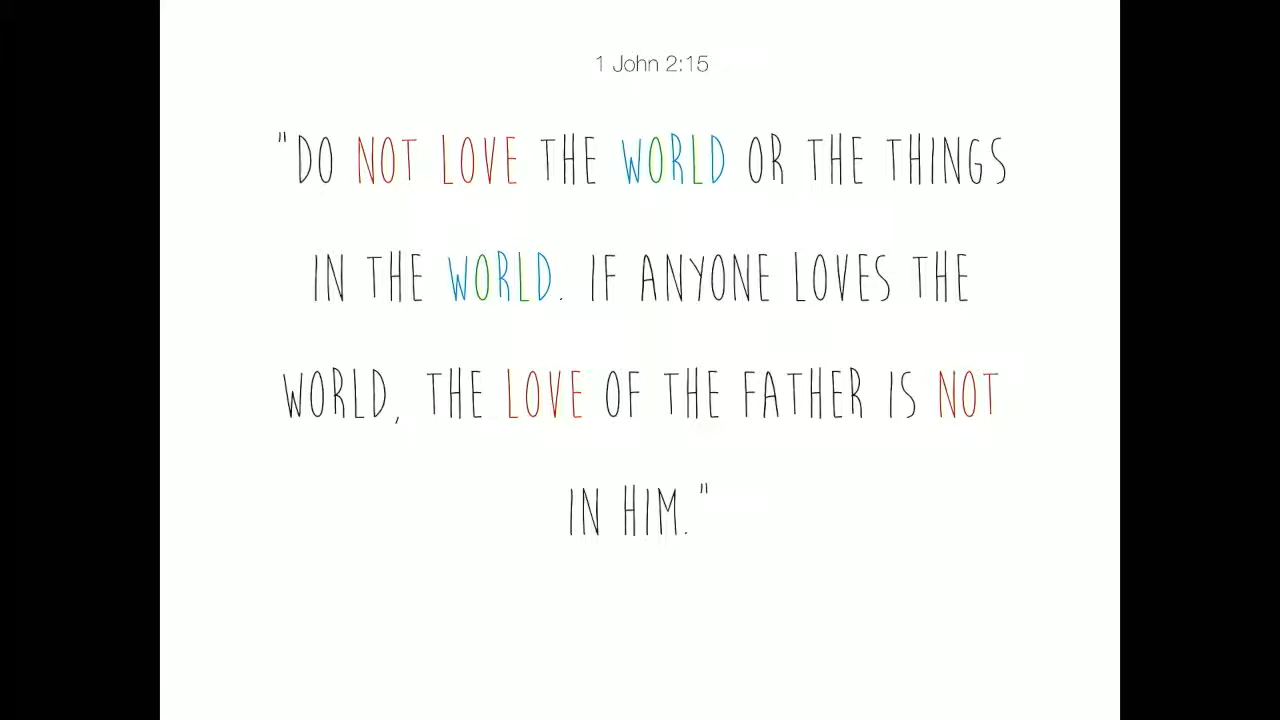 1 John 2:15
"DO NOT LOVE THE WORLD OR THE THINGS
IN THE WORLD. IF ANYONE LOVES THE
WORLD, THE LOVE OF THE FATHER IS NOT
IN HIM."